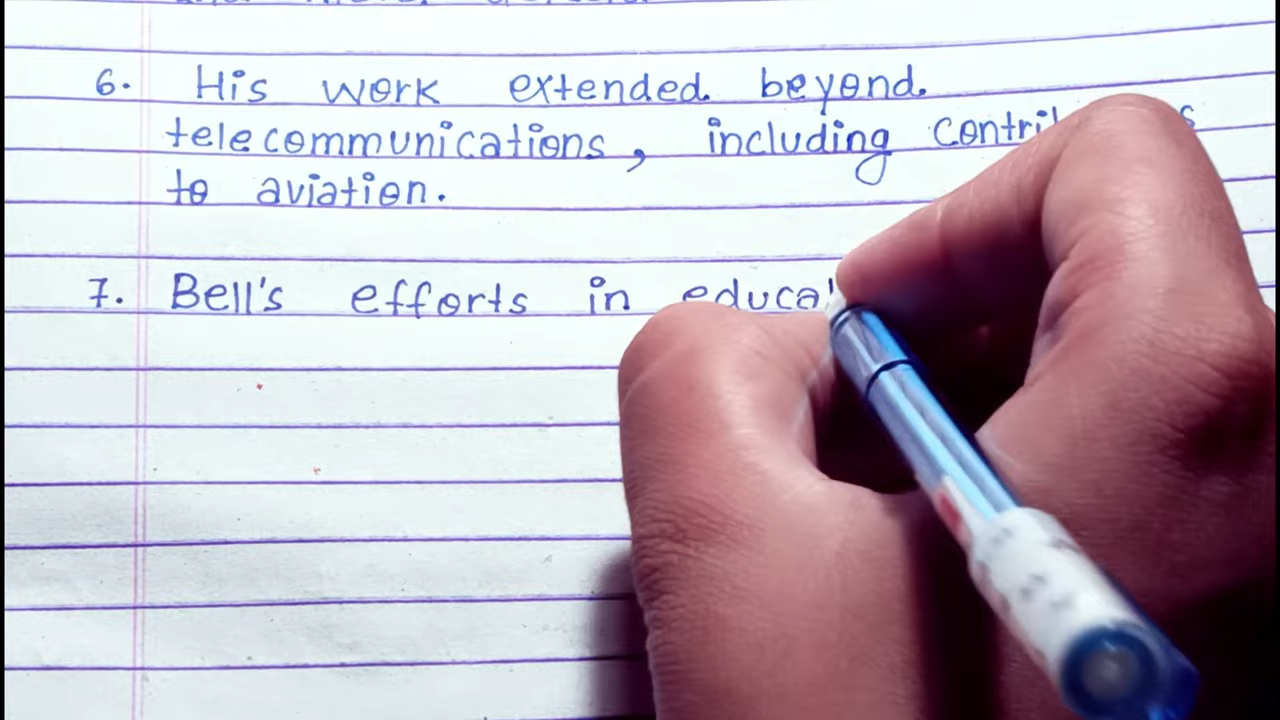 6. His work extended beyond.
telecommunications, including
to aviation.
7. Bell's efforts in